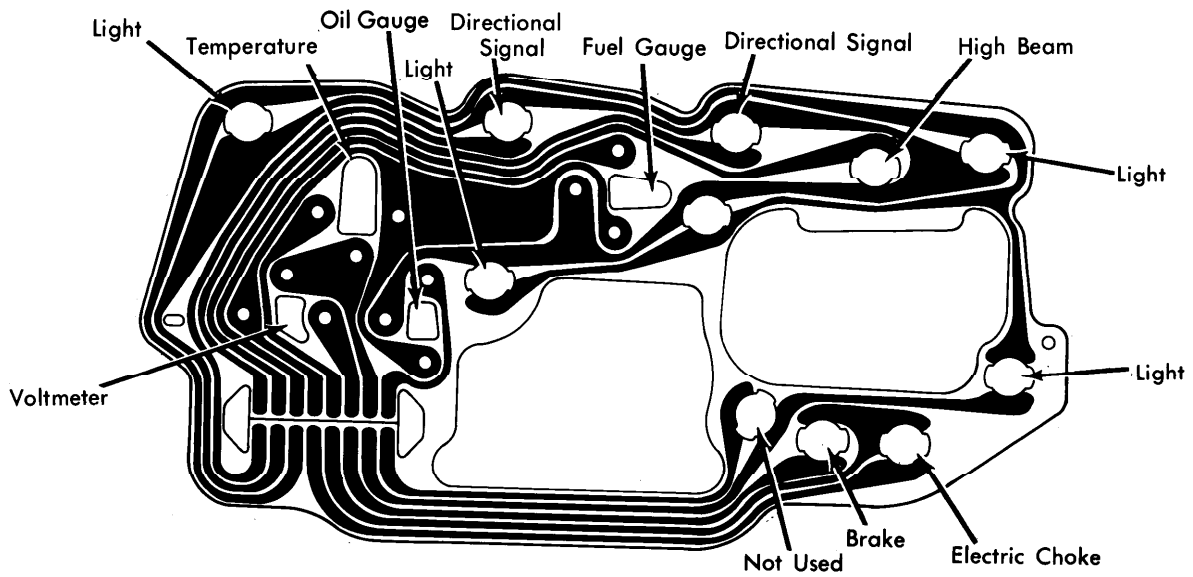 Light
Temperature
Oil Gauge
Directional
Signal
Light
Fuel Gauge
Directional Signal
High Beam
Light
Light
Voltmeter
Not Used
Brake
Electric Choke